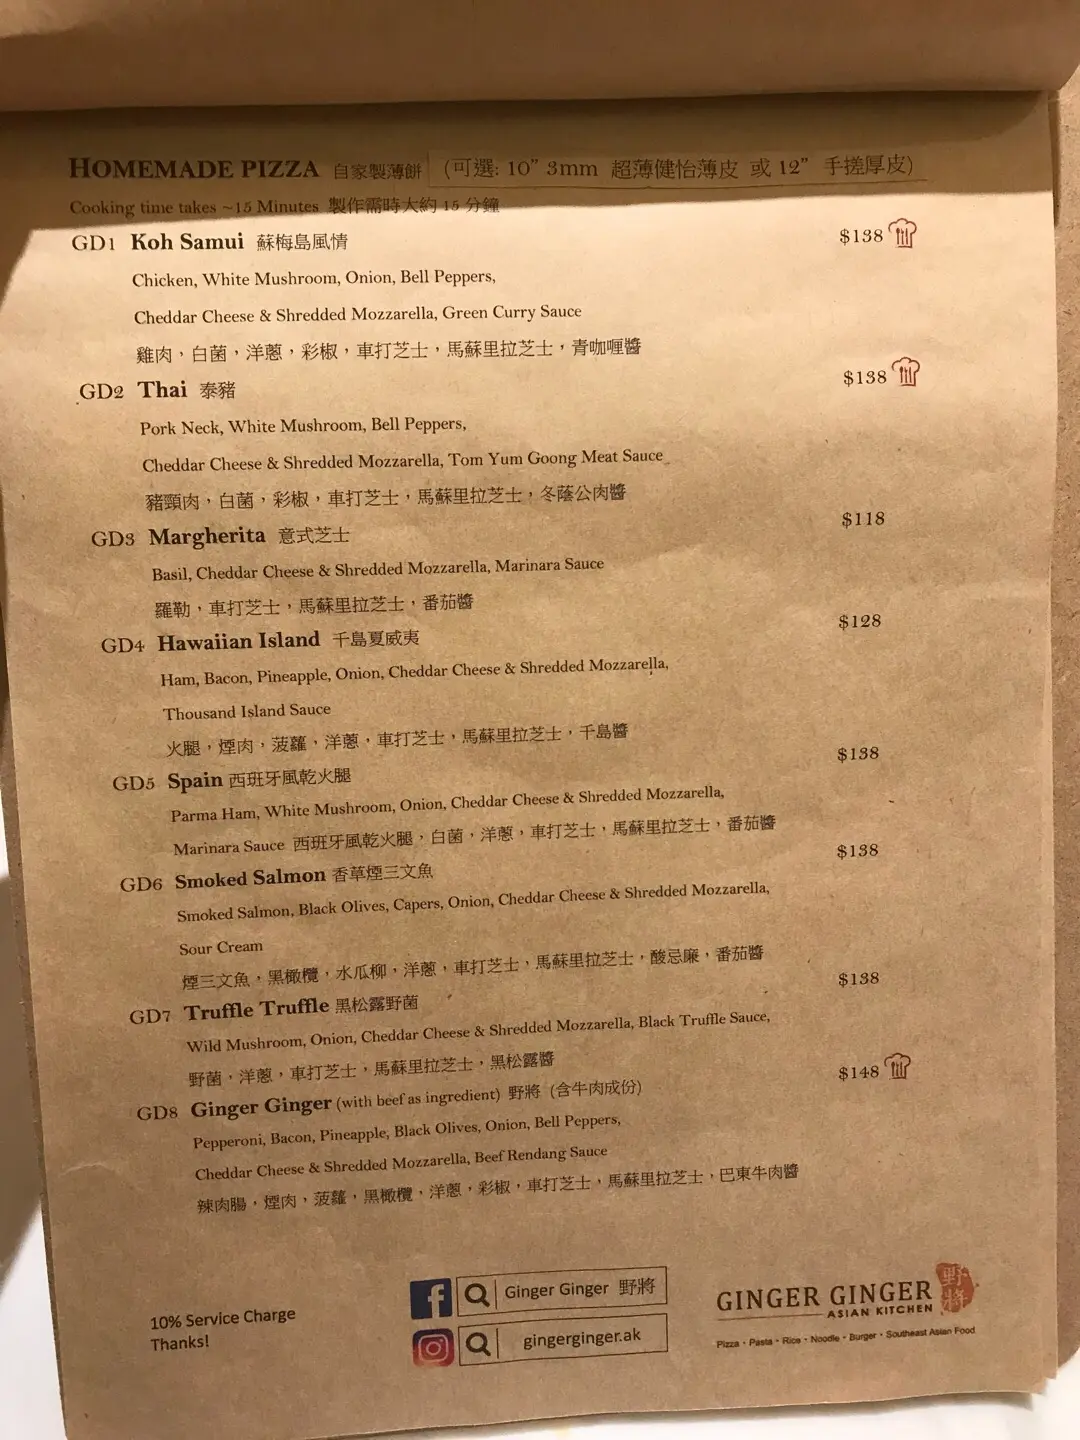 HOMEMADE PIZZA 自家製薄餅 (可選: 10” 3mm 超薄健怡薄皮 或 12” 手搓厚皮)
Cooking time takes ~15 Minutes 製作需時大約 15 分鐘
GD1 Koh Samui 蘇梅島風情 $138
Chicken, White Mushroom, Onion, Bell Peppers,
Cheddar Cheese & Shredded Mozzarella, Green Curry Sauce
雞肉，白菌，洋蔥，彩椒，車打芝士，馬蘇里拉芝士，青咖喱醬
GD2 Thai 泰豬 $138
Pork Neck, White Mushroom, Bell Peppers,
Cheddar Cheese & Shredded Mozzarella, Tom Yum Goong Meat Sauce
豬頸肉，白菌，彩椒，車打芝士，馬蘇里拉芝士，冬蔭公肉醬
GD3 Margherita 意式芝士 $118
Basil, Cheddar Cheese & Shredded Mozzarella, Marinara Sauce
羅勒，車打芝士，馬蘇里拉芝士，番茄醬
GD4 Hawaiian Island 千島夏威夷 $128
Ham, Bacon, Pineapple, Onion, Cheddar Cheese & Shredded Mozzarella,
Thousand Island Sauce
火腿，煙肉，菠蘿，洋蔥，車打芝士，馬蘇里拉芝士，千島醬
GD5 Spain 西班牙風乾火腿 $138
Parma Ham, White Mushroom, Onion, Cheddar Cheese & Shredded Mozzarella,
Marinara Sauce 西班牙風乾火腿，白菌，洋蔥，車打芝士，馬蘇里拉芝士，番茄醬
GD6 Smoked Salmon 香草煙三文魚 $138
Smoked Salmon, Black Olives, Capers, Onion, Cheddar Cheese & Shredded Mozzarella,
Sour Cream
煙三文魚，黑橄欖，水瓜柳，洋蔥，車打芝士，馬蘇里拉芝士，酸忌廉，番茄醬
GD7 Truffle Truffle 黑松露野菌 $138
Wild Mushroom, Onion, Cheddar Cheese & Shredded Mozzarella, Black Truffle Sauce,
野菌，洋蔥，車打芝士，馬蘇里拉芝士，黑松露醬
GD8 Ginger Ginger (with beef as ingredient) 野將 (含牛肉成份) $148
Pepperoni, Bacon, Pineapple, Black Olives, Onion, Bell Peppers,
Cheddar Cheese & Shredded Mozzarella, Beef Rendang Sauce
辣肉腸，煙肉，菠蘿，黑橄欖，洋蔥，彩椒，車打芝士，馬蘇里拉芝士，巴東牛肉醬
10% Service Charge
Thanks!
Ginger Ginger 野將
gingerginger.ak
GINGER GINGER 野將
ASIAN KITCHEN
Pizza・Pasta・Rice・Noodle・Burger・Southeast Asian Food